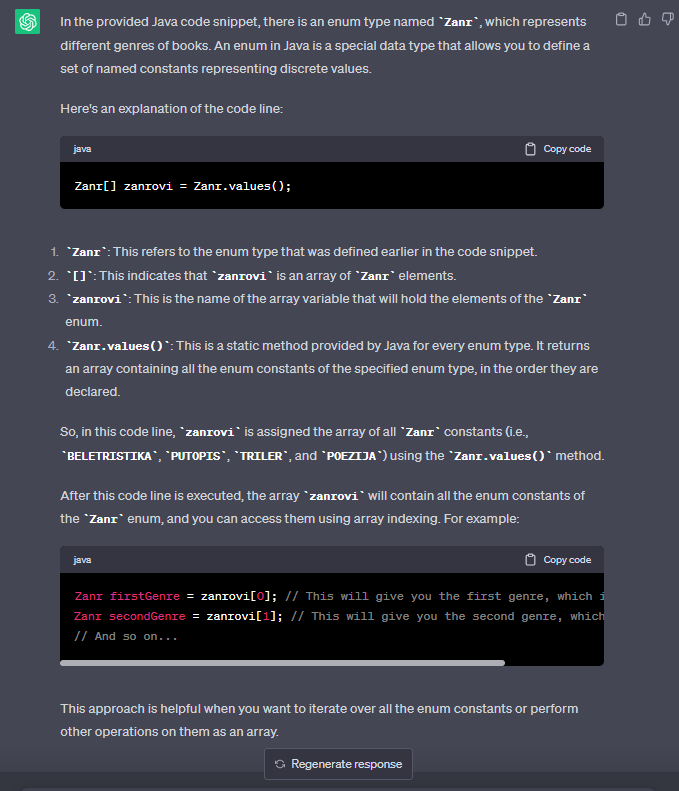 In the provided Java code snippet, there is an enum type named `Zanr`, which represents
different genres of books. An enum in Java is a special data type that allows you to define a
set of named constants representing discrete values.
Here's an explanation of the code line:
java
Copy code
Zanr[] zanrovi = Zanr.values();
1. `Zanr`: This refers to the enum type that was defined earlier in the code snippet.
2. `[]`: This indicates that `zanrovi` is an array of `Zanr` elements.
3. `zanrovi`: This is the name of the array variable that will hold the elements of the `Zanr`
enum.
4. `Zanr.values()`: This is a static method provided by Java for every enum type. It returns
an array containing all the enum constants of the specified enum type, in the order they are
declared.
So, in this code line, `zanrovi` is assigned the array of all `Zanr` constants (i.e.,
`BELETRISTIKA`, `PUTOPIS`, `TRILER`, and `POEZIJA`) using the `Zanr.values()` method.
After this code line is executed, the array `zanrovi` will contain all the enum constants of
the `Zanr` enum, and you can access them using array indexing. For example:
java
Copy code
Zanr firstGenre = zanrovi[0]; // This will give you the first genre, which i
Zanr secondGenre = zanrovi[1]; // This will give you the second genre, which
// And so on...
This approach is helpful when you want to iterate over all the enum constants or perform
other operations on them as an array.
Regenerate response